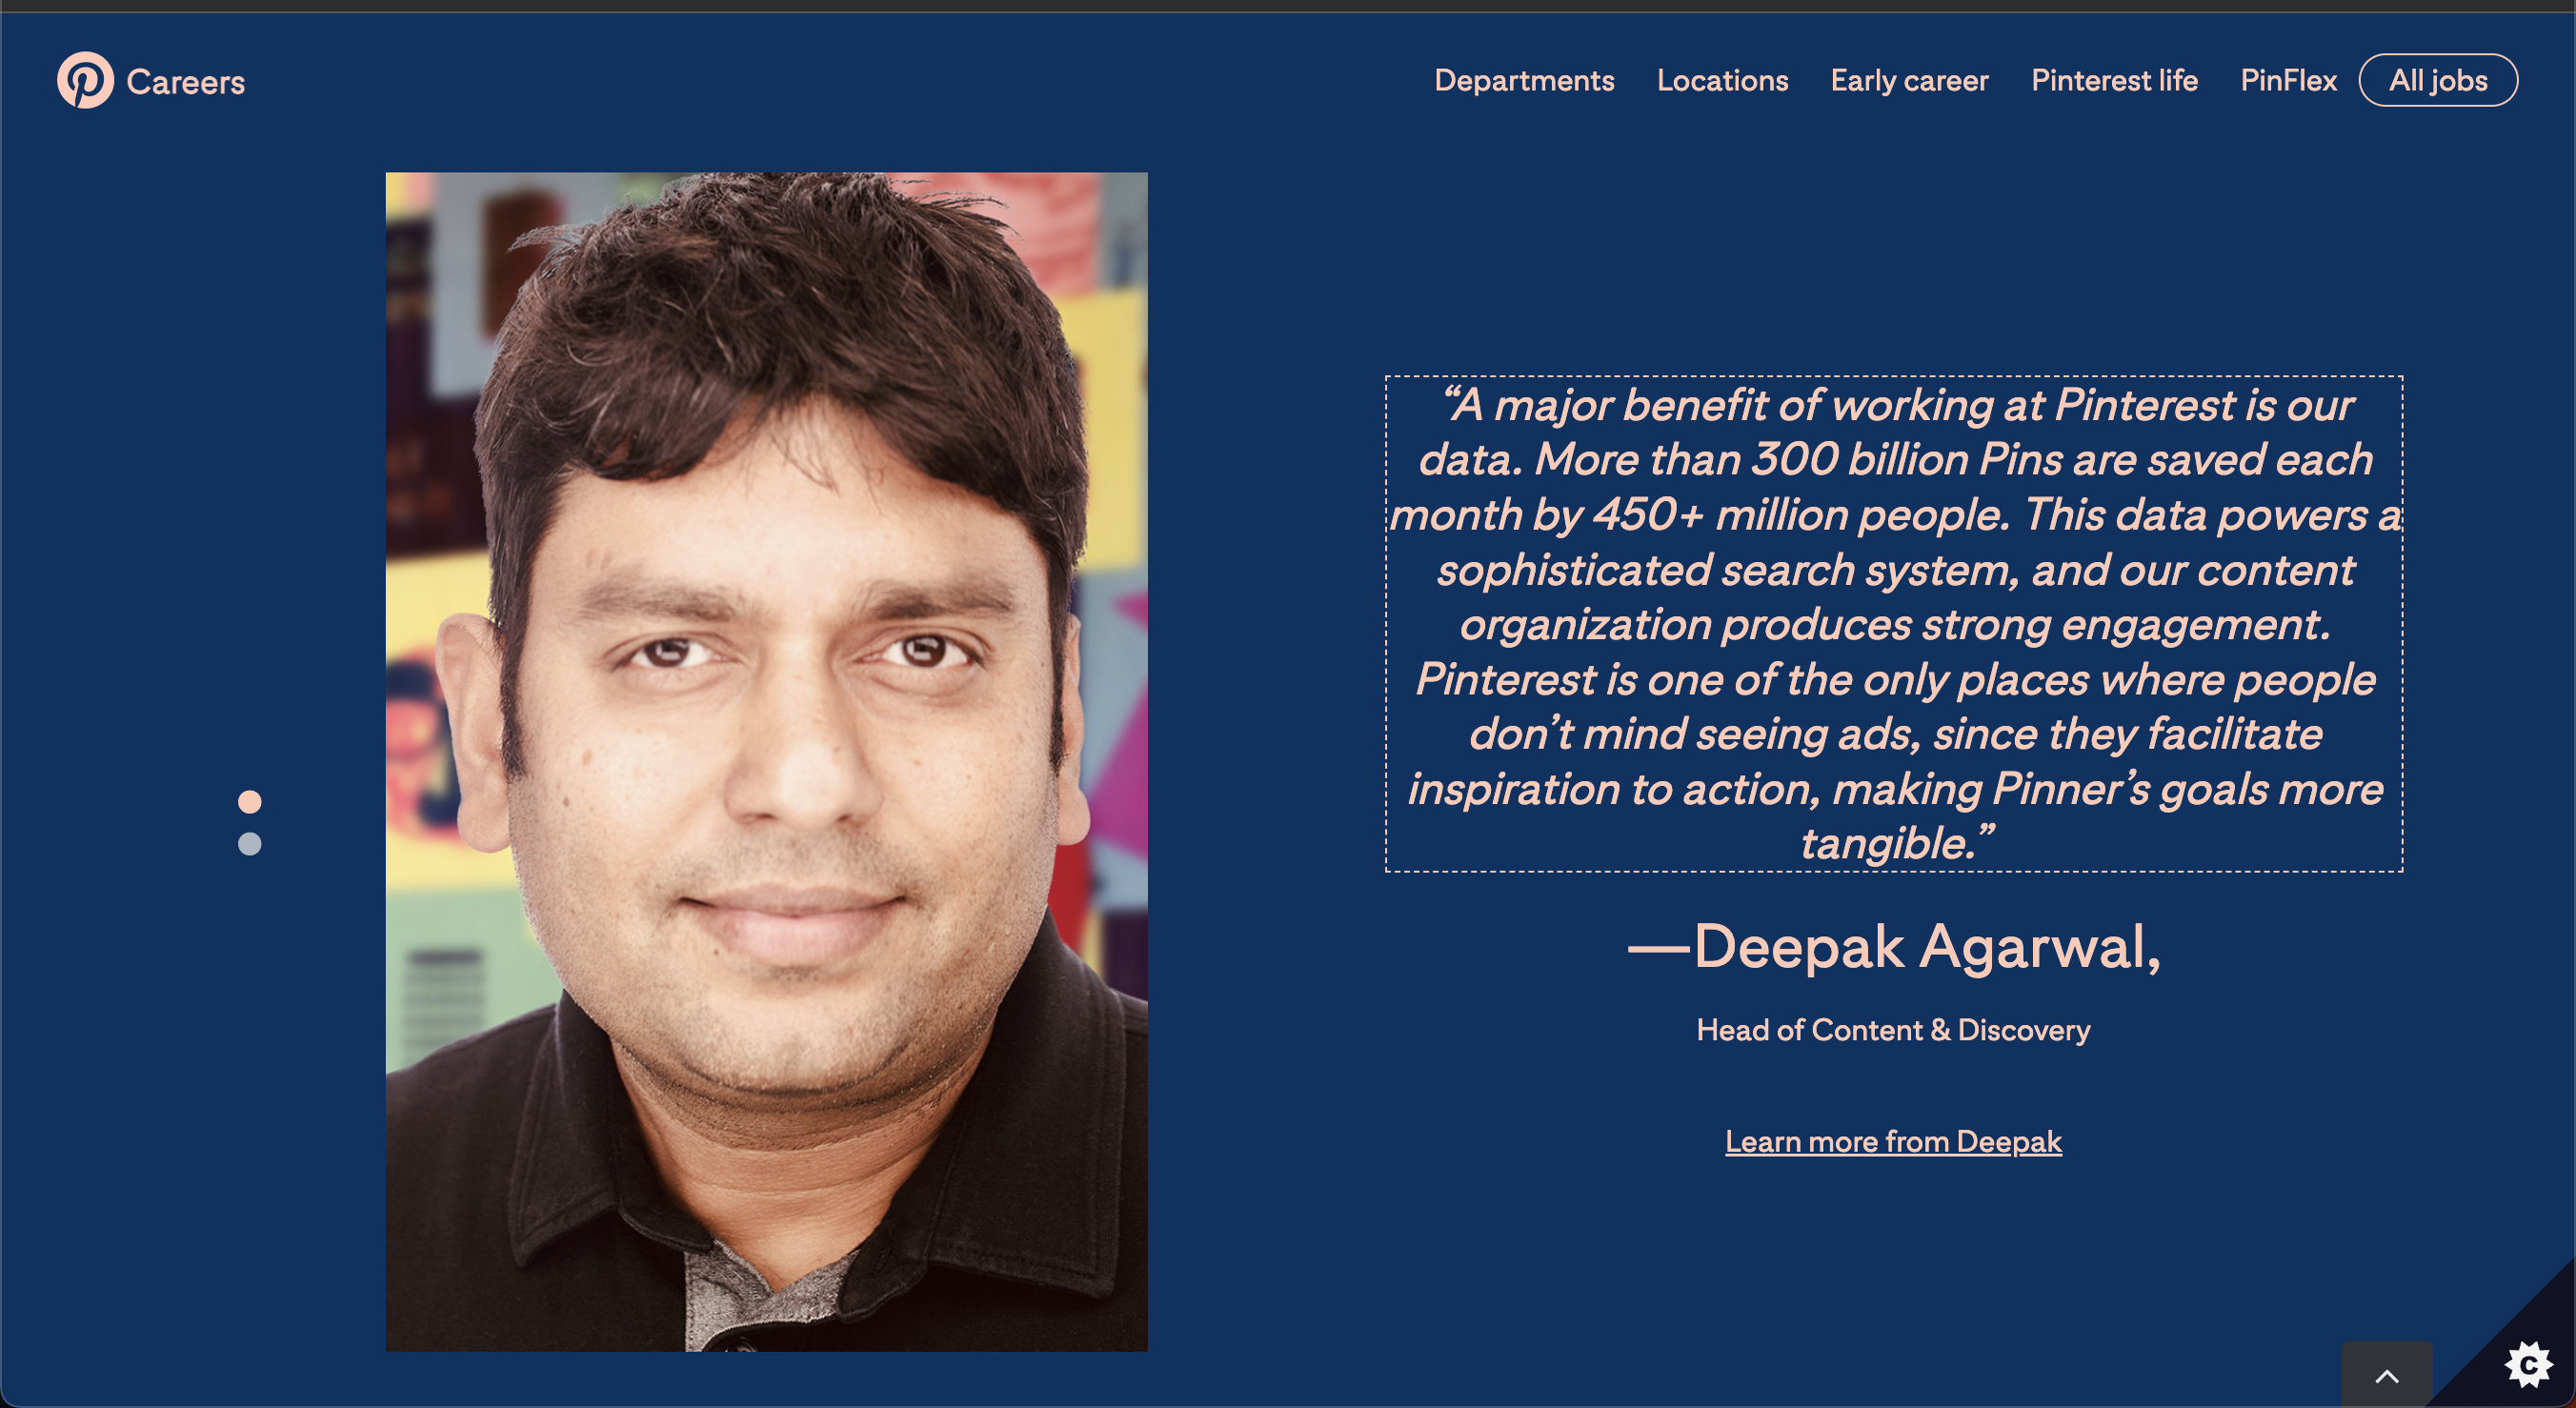 Careers
Departments
Locations
Early career
Pinterest life
PinFlex
All jobs
“A major benefit of working at Pinterest is our
data. More than 300 billion Pins are saved each
month by 450+ million people. This data powers a
sophisticated search system, and our content
organization produces strong engagement.
Pinterest is one of the only places where people
don’t mind seeing ads, since they facilitate
inspiration to action, making Pinner’s goals more
tangible.”
—Deepak Agarwal,
Head of Content & Discovery
Learn more from Deepak
C